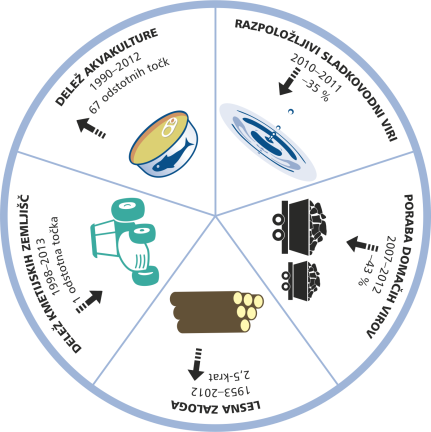 DELEŽ AKVAKULTURE
1990–2012
67 odstotnih točk
RAZPOLOŽLJIVI SLADKOVODNI VIRI
2010–2011
–35 %
PORABA DOMAČIH VIROV
2007–2012
–43 %
LESNA ZALOGA
1953–2012
2,5-krat
DELEŽ KMETIJSKIH ZEMLJIŠČ
1998–2013
1 odstotna točka